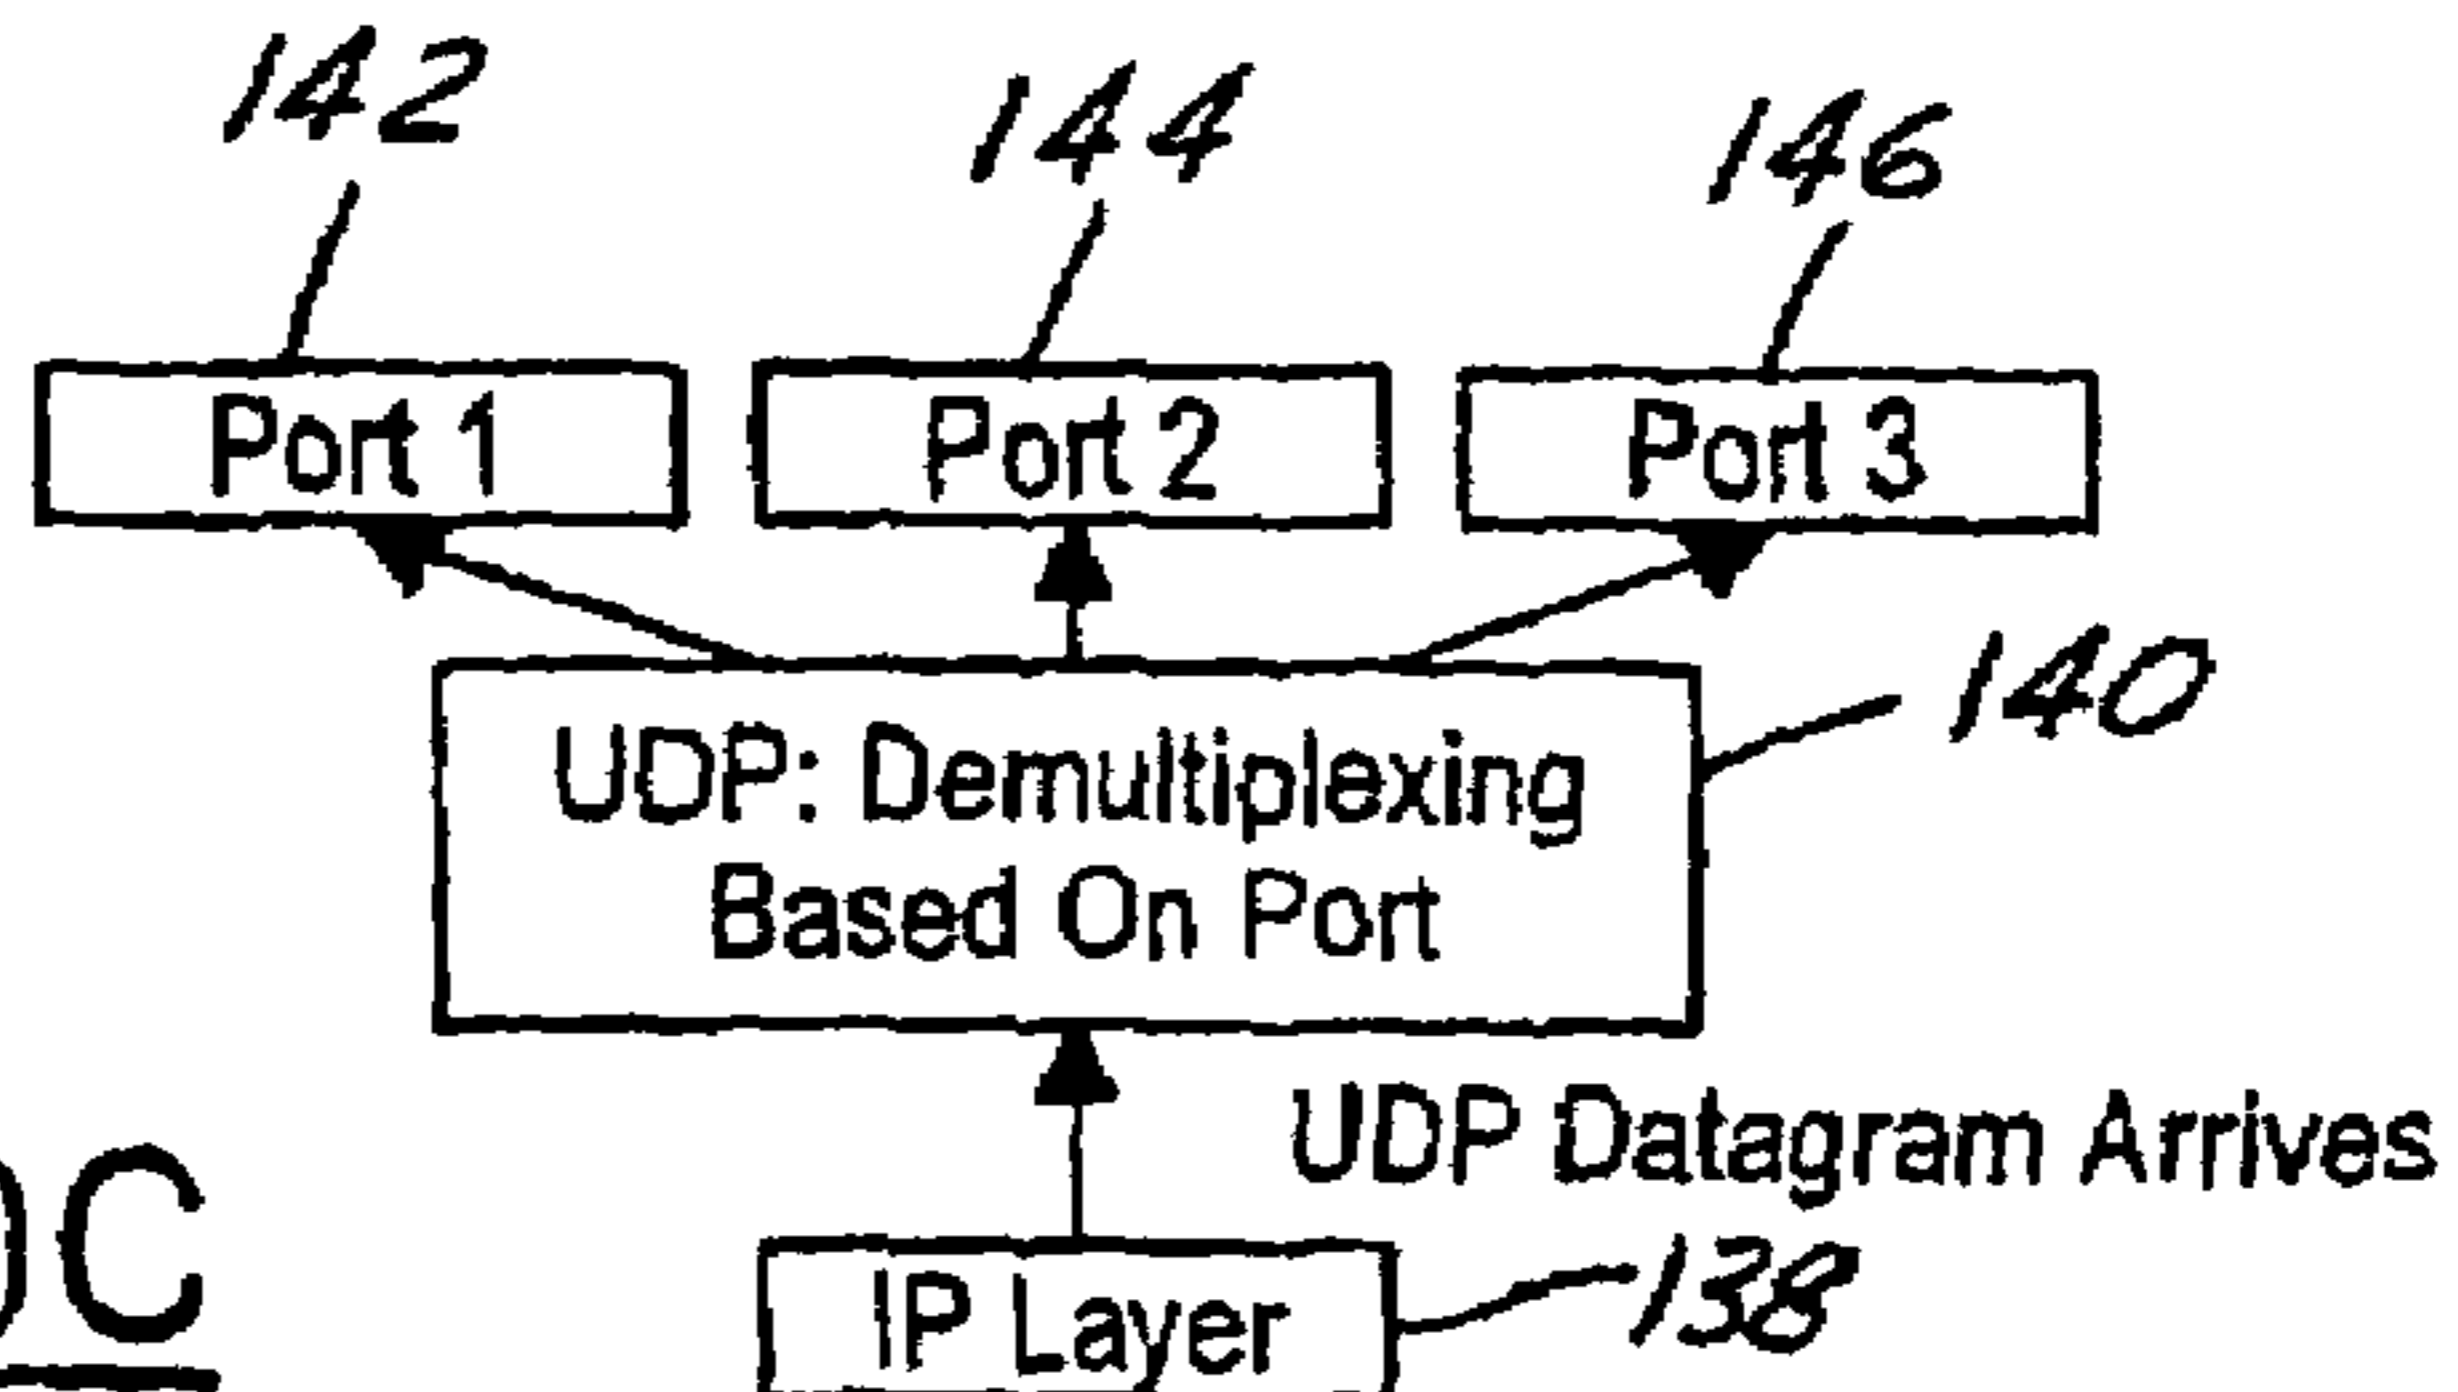 142
144
146
Port 1
Port 2
Port 3
140
UDP: Demultiplexing
Based On Port
UDP Datagram Arrives
138
IP Layer